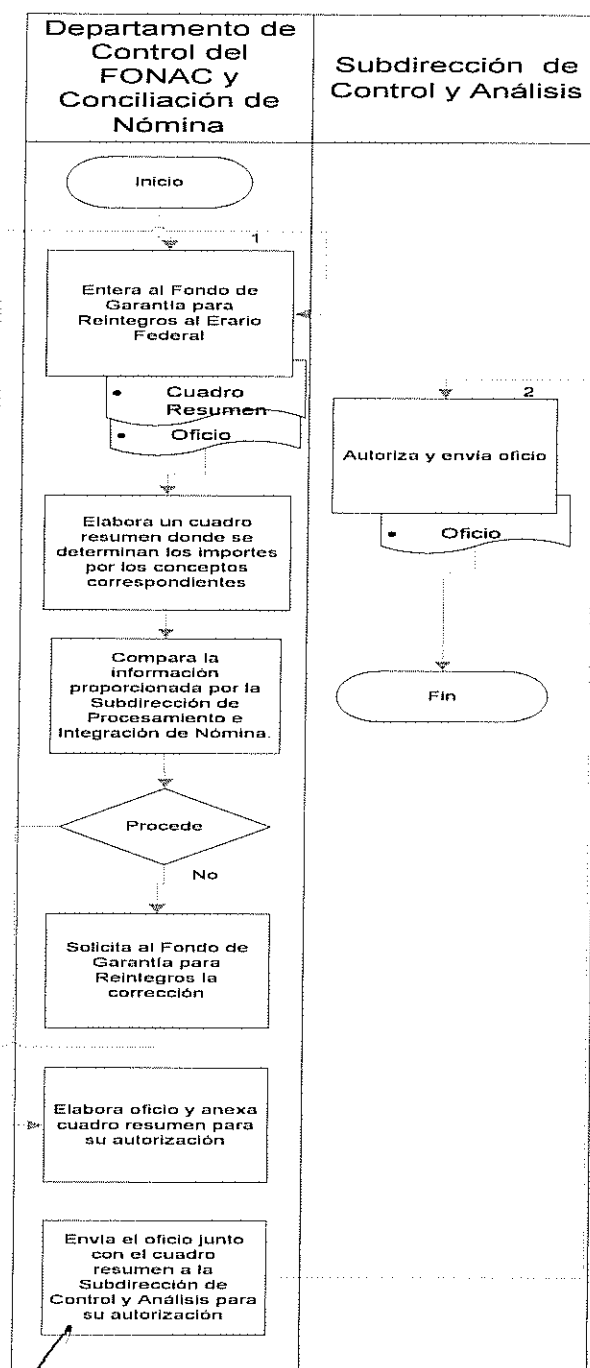 Departamento de
Control del
FONAC y
Conciliación de
Nómina
Subdirección de
Control y Análisis
Inicio
1
Entera al Fondo de
Garantía para
Reintegros al Erario
Federal
• Cuadro
Resumen
• Oficio
Elabora un cuadro
resumen donde se
determinan los importes
por los conceptos
correspondientes
Compara la
información
proporcionada por la
Subdirección de
Procesamiento e
Integración de Nómina.
Procede
No
Solicita al Fondo de
Garantía para
Reintegros la
corrección
Elabora oficio y anexa
cuadro resumen para
su autorización
Envía el oficio junto
con el cuadro
resumen a la
Subdirección de
Control y Análisis para
su autorización
2
Autoriza y envía oficio
• Oficio
Fin